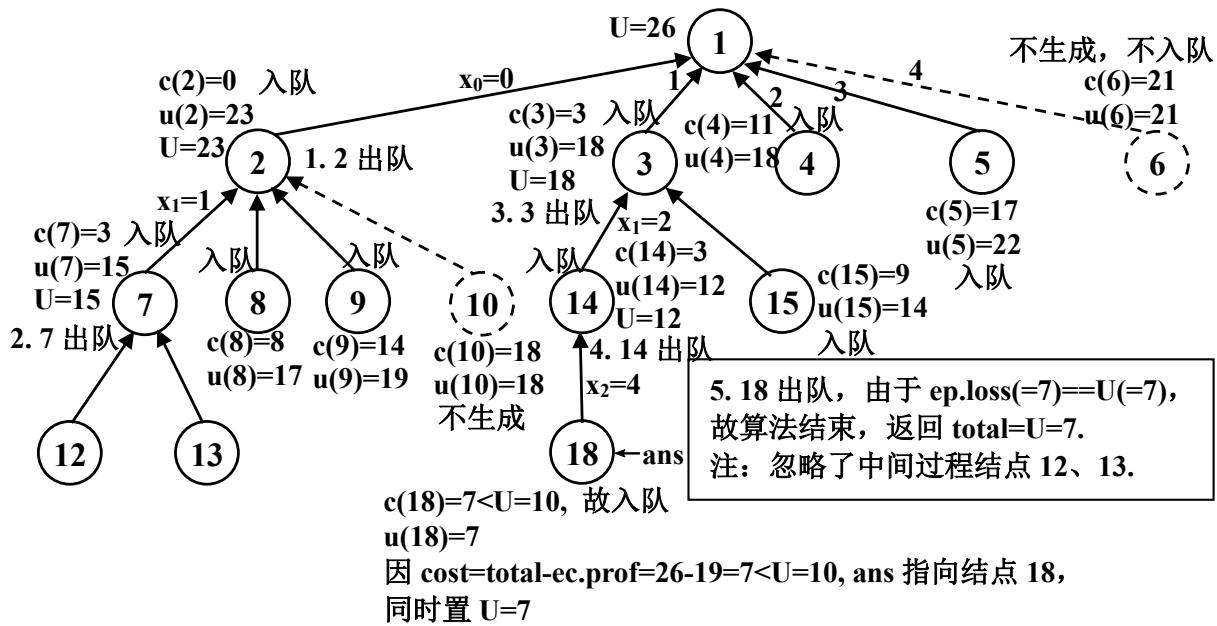 U=26
1
不生成，不入队
c(6)=21
u(6)=21
4
6
c(2)=0 入队
u(2)=23
U=23
2
1. 2 出队
x0=0
1
c(3)=3 入队
u(3)=18
U=18
3
3. 3 出队
2
c(4)=11 入队
u(4)=18
4
3
5
c(5)=17
u(5)=22
入队
x1=1
c(7)=3 入队
u(7)=15
U=15
7
2. 7 出队
入队
8
c(8)=8
u(8)=17
入队
9
c(9)=14
u(9)=19
10
c(10)=18
u(10)=18
不生成
x1=2
入队
14
c(14)=3
u(14)=12
U=12
4. 14 出队
15
c(15)=9
u(15)=14
入队
12
13
x2=4
18
ans
5. 18 出队，由于 ep.loss(=7)==U(=7)，
故算法结束，返回 total=U=7.
注：忽略了中间过程结点 12、13.
c(18)=7<U=10, 故入队
u(18)=7
因 cost=total-ec.prof=26-19=7<U=10, ans 指向结点 18，
同时置 U=7